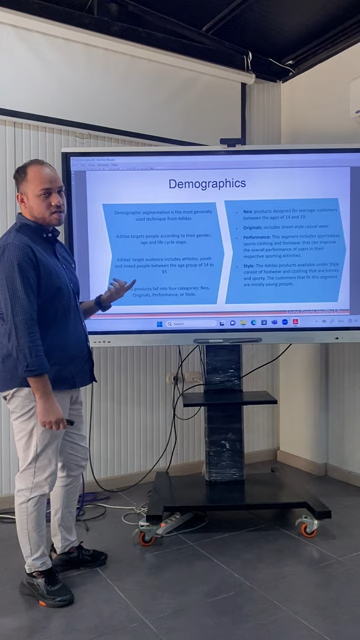 Demographics
Demographic segmentation is the most generally
used technique from Adidas.
Adidas targets people according to their gender,
age and life cycle stage.
Adidas' target audience includes athletes, youth
and mixed people between the age group of 14 to
products fall into four categories: Neo,
Originals, Performance, or Style.
Neo: products designed for teenage customers
between the ages of 14 and 19.
Originals: includes street-style casual wear.
Performance: This segment includes sportswear,
sports clothing and footwear that can improve
the overall performance of users in their
respective sporting activities.
Style: The Adidas products available under Style
consist of footwear and clothing that are trendy
and sporty. The customers that fit this segment
are mostly young people.
Search